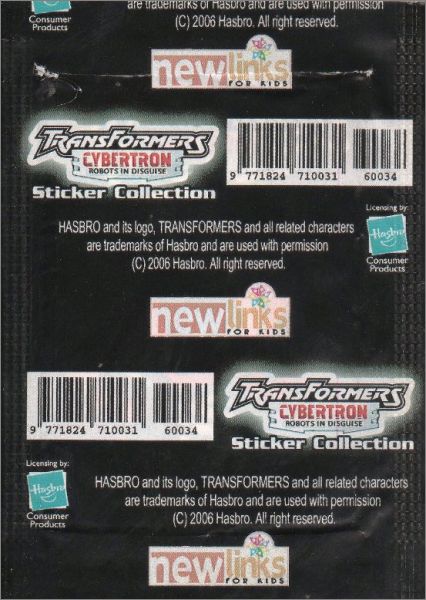 Consumer
Products
are trademarks of Hasbro and are used with permission
(C) 2006 Hasbro. All right reserved.
newlinks
FOR KIDS
TRANSFORMERS
CYBERTRON
ROBOTS IN DISGUISE
Sticker Collection
9 771824 710031 60034
Licensing by:
Hasbro
Consumer
Products
HASBRO and its logo, TRANSFORMERS and all related characters
are trademarks of Hasbro and are used with permission
(C) 2006 Hasbro. All right reserved.
newlinks
FOR KIDS
9 771824 710031 60034
TRANSFORMERS
CYBERTRON
ROBOTS IN DISGUISE
Sticker Collection
Licensing by:
Hasbro
Consumer
Products
HASBRO and its logo, TRANSFORMERS and all related characters
are trademarks of Hasbro and are used with permission
(C) 2006 Hasbro. All right reserved.
newlinks
FOR KIDS